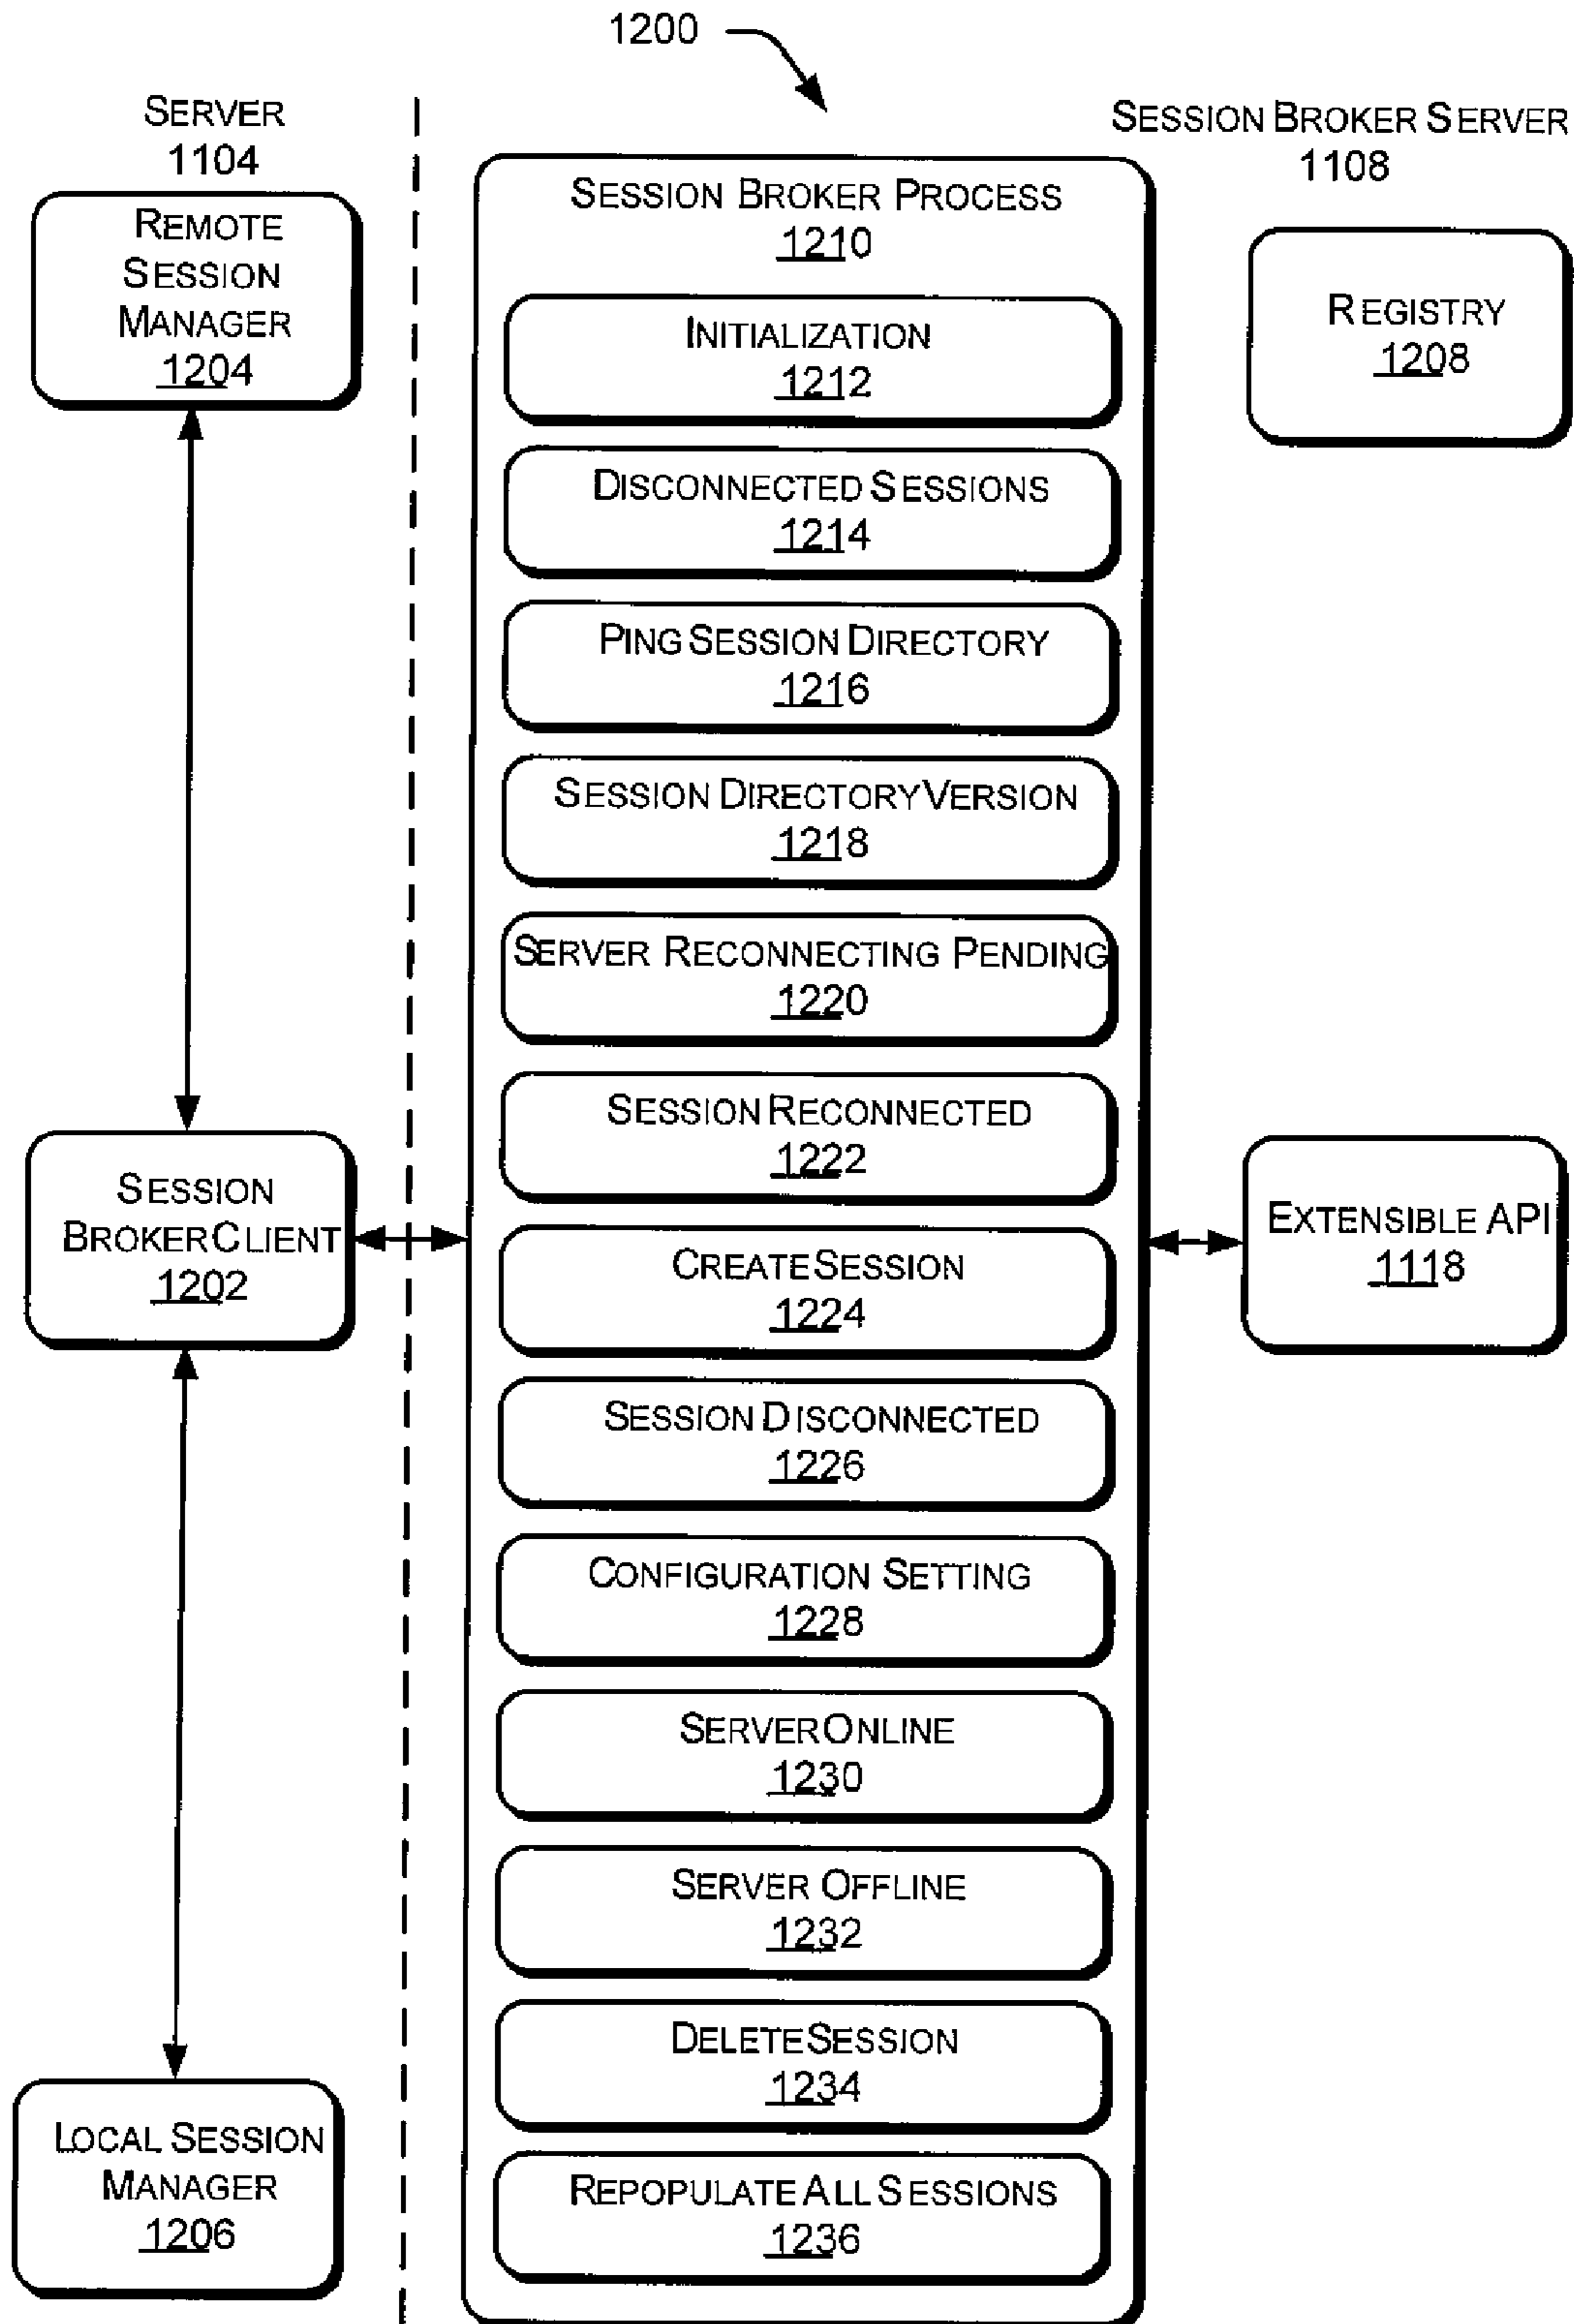 1200
SERVER
1104
SESSION BROKER SERVER
1108
REMOTE
SESSION
MANAGER
1204
SESSION BROKER PROCESS
1210
REGISTRY
1208
INITIALIZATION
1212
DISCONNECTED SESSIONS
1214
PING SESSION DIRECTORY
1216
SESSION DIRECTORY VERSION
1218
SERVER RECONNECTING PENDING
1220
SESSION RECONNECTED
1222
SESSION
BROKER CLIENT
1202
CREATE SESSION
1224
EXTENSIBLE API
1118
SESSION DISCONNECTED
1226
CONFIGURATION SETTING
1228
SERVER ONLINE
1230
SERVER OFFLINE
1232
DELETE SESSION
1234
LOCAL SESSION
MANAGER
1206
REPOPULATE ALL SESSIONS
1236